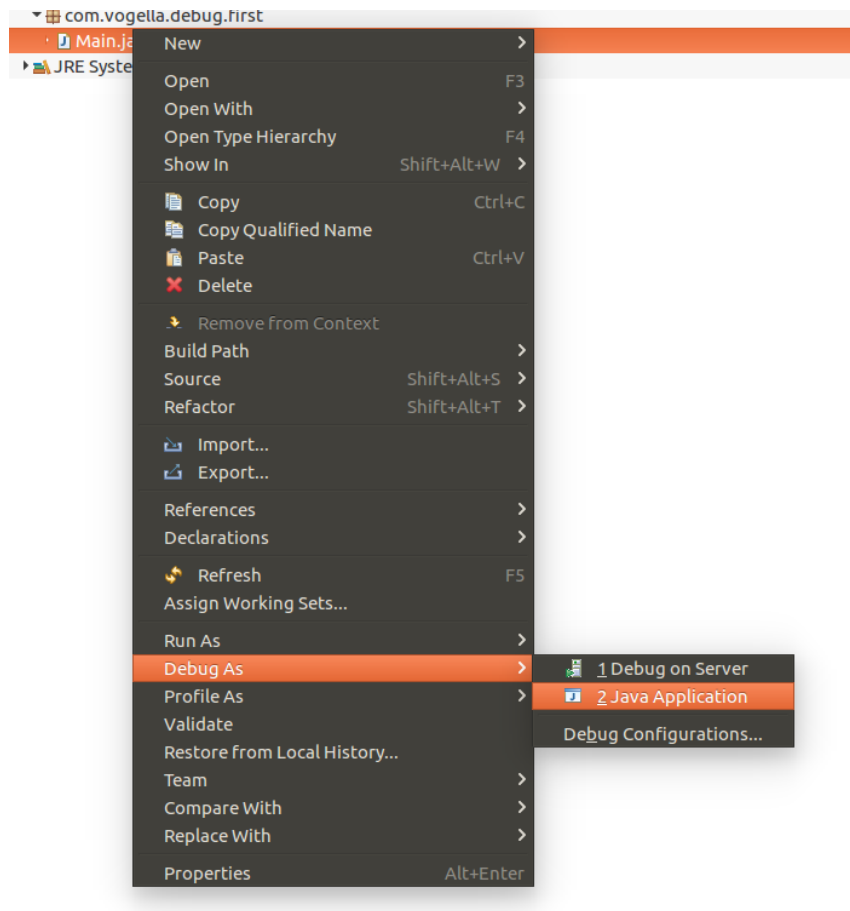 com.vogella.debug.first
Main.ja
JRE Syste
New
Open F3
Open With
Open Type Hierarchy F4
Show In Shift+Alt+W
Copy Ctrl+C
Copy Qualified Name
Paste Ctrl+V
Delete
Remove from Context
Build Path
Source Shift+Alt+S
Refactor Shift+Alt+T
Import...
Export...
References
Declarations
Refresh F5
Assign Working Sets...
Run As
Debug As
Profile As
Validate
Restore from Local History...
Team
Compare With
Replace With
Properties Alt+Enter
1 Debug on Server
2 Java Application
Debug Configurations...